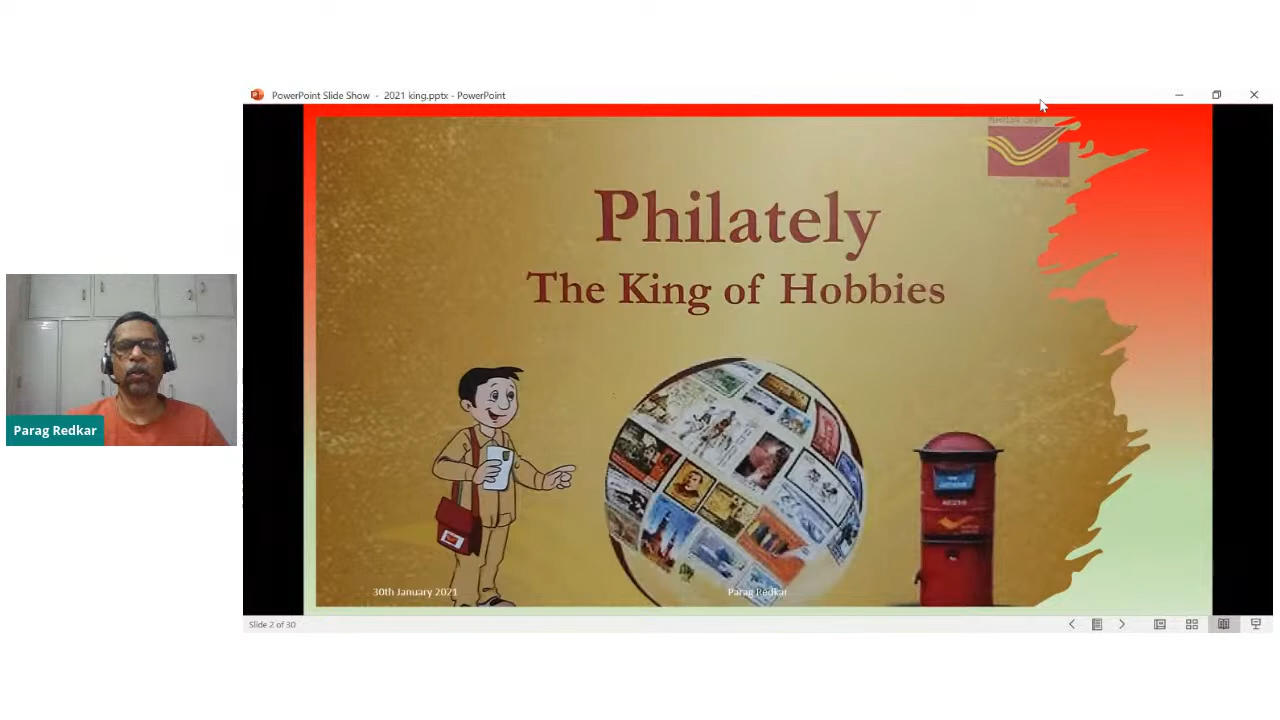 PowerPoint Slide Show - 2021 king.pptx - PowerPoint
Philately
The King of Hobbies
Parag Redkar
30th January 2021
Parag Redkar
Slide 2 of 30